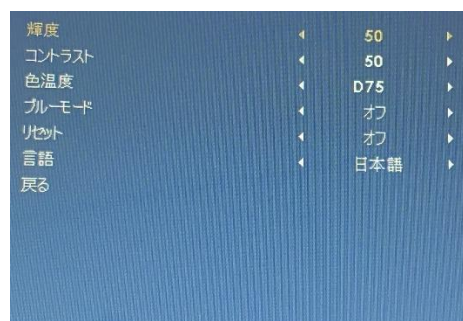 輝度 50
コントラスト 50
色温度 D75
ブルーモード オフ
リセット オフ
言語 日本語
戻る